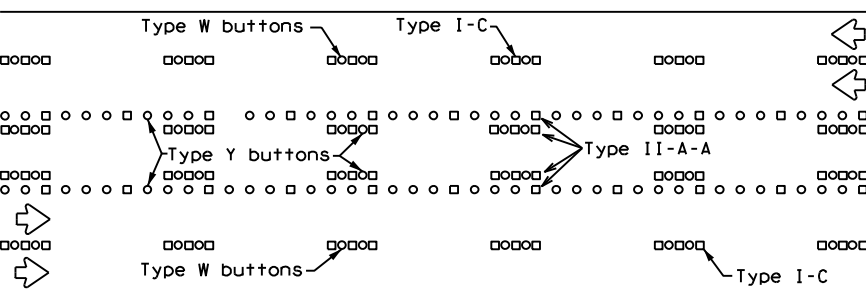 Type W buttons
Type I-C
Type Y buttons
Type II-A-A
Type W buttons
Type I-C